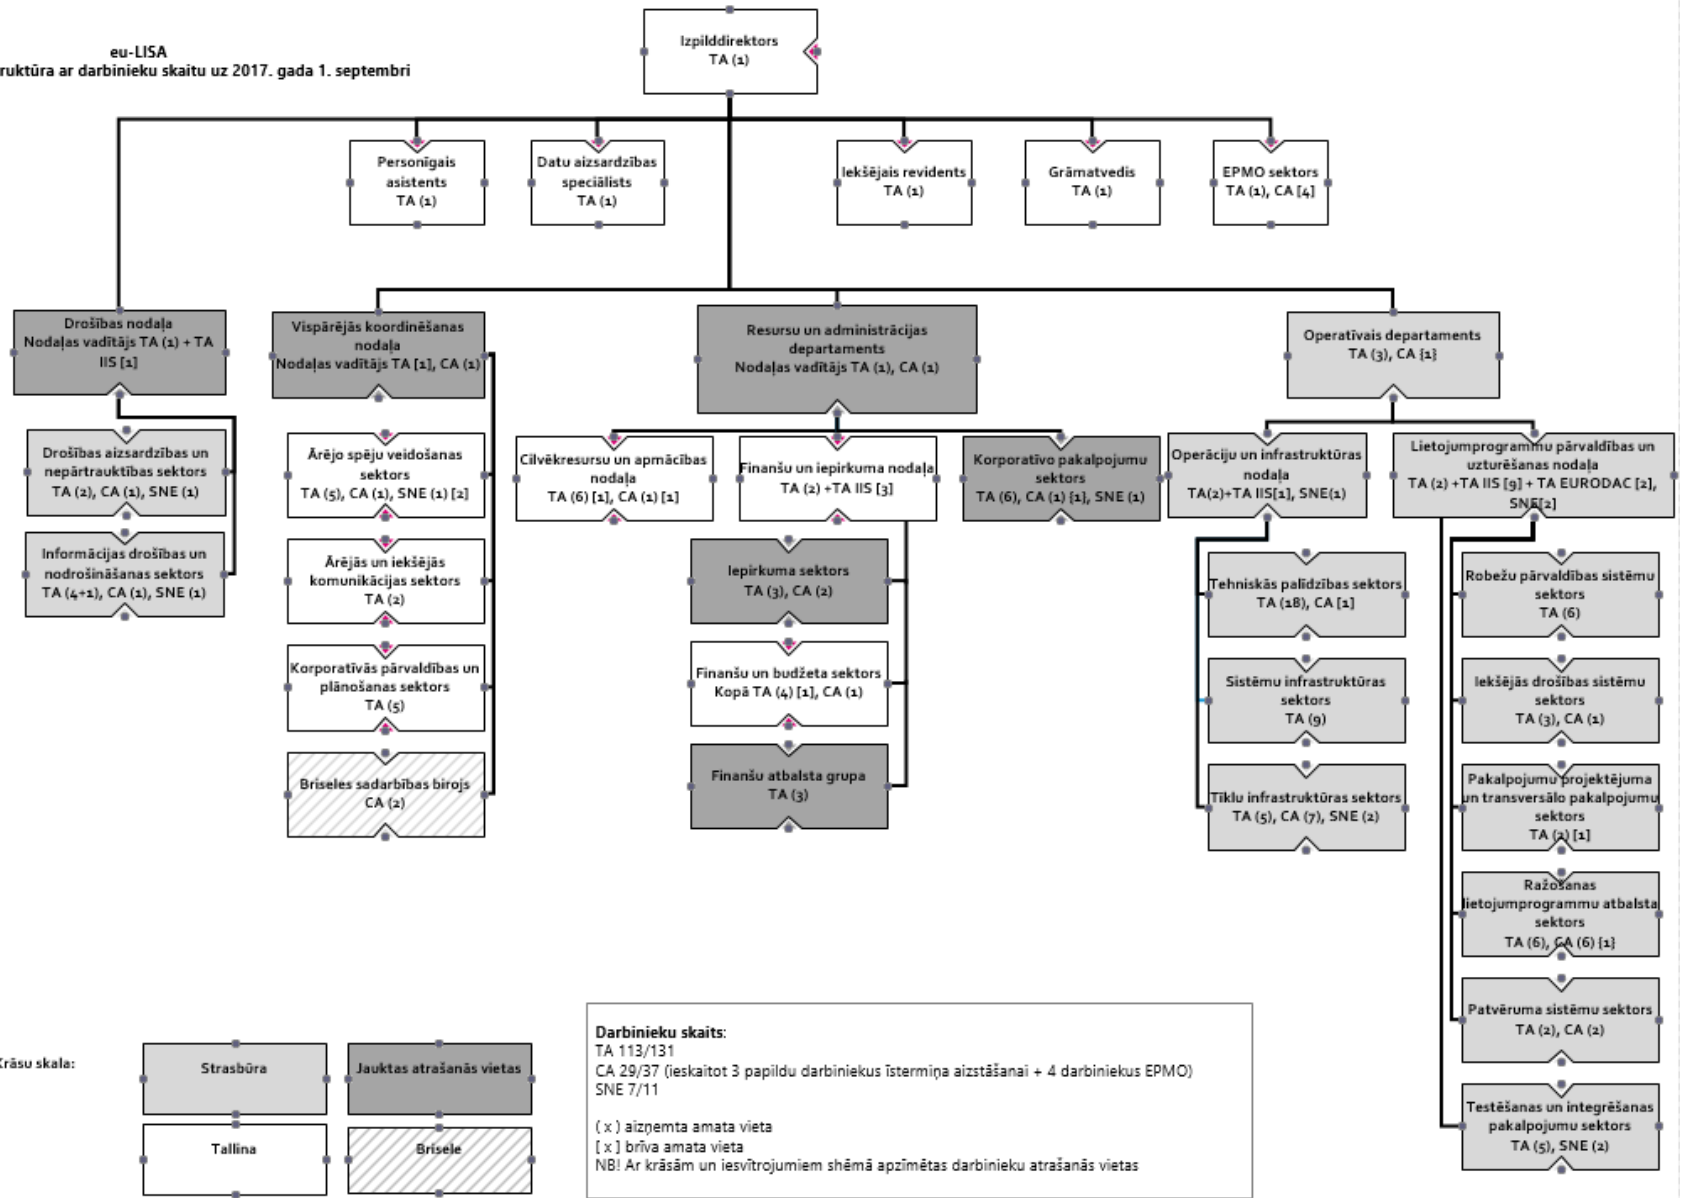 eu-LISA
ruktūra ar darbinieku skaitu uz 2017. gada 1. septembri
Izpilddirektors
TA (1)
Personīgais
asistents
TA (1)
Datu aizsardzības
speciālists
TA (1)
Iekšējais revidents
TA (1)
Grāmatvedis
TA (1)
EPMO sektors
TA (1), CA [4]
Drošības nodaļa
Nodaļas vadītājs TA (1) + TA
IIS [1]
Drošības aizsardzības un
nepārtrauktības sektors
TA (2), CA (1), SNE (1)
Informācijas drošības un
nodrošināšanas sektors
TA (4+1), CA (1), SNE (1)
Vispārējās koordinēšanas
nodaļa
Nodaļas vadītājs TA [1], CA (1)
Ārējo spēju veidošanas
sektors
TA (5), CA (1), SNE (1) [2]
Ārējās un iekšējās
komunikācijas sektors
TA (2)
Korporatīvās pārvaldības un
plānošanas sektors
TA (5)
Briseles sadarbības birojs
CA (2)
Resursu un administrācijas
departaments
Nodaļas vadītājs TA (1), CA (1)
Cilvēkresursu un apmācības
nodaļa
TA (6) [1], CA (1) [1]
Finanšu un iepirkuma nodaļa
TA (2) +TA IIS [3]
Korporatīvo pakalpojumu
sektors
TA (6), CA (1) {1], SNE (1)
Iepirkuma sektors
TA (3), CA (2)
Finanšu un budžeta sektors
Kopā TA (4) [1], CA (1)
Finanšu atbalsta grupa
TA (3)
Operatīvais departaments
TA (3), CA {1}
Operāciju un infrastruktūras
nodaļa
TA(2)+TA IIS[1], SNE(1)
Tehniskās palīdzības sektors
TA (18), CA [1]
Sistēmu infrastruktūras
sektors
TA (9)
Tīklu infrastruktūras sektors
TA (5), CA (7), SNE (2)
Lietojumprogrammu pārvaldības un
uzturēšanas nodaļa
TA (2) +TA IIS [9] + TA EURODAC [2],
SNE[2]
Robežu pārvaldības sistēmu
sektors
TA (6)
Iekšējās drošības sistēmu
sektors
TA (3), CA (1)
Pakalpojumu projektējuma
un transversālo pakalpojumu
sektors
TA (2) [1]
Ražošanas
lietojumprogrammu atbalsta
sektors
TA (6), CA (6) {1}
Patvēruma sistēmu sektors
TA (2), CA (2)
Testēšanas un integrēšanas
pakalpojumu sektors
TA (5), SNE (2)
Krāsu skala:
Strasbūra
Jauktas atrašanās vietas
Tallina
Brisele
Darbinieku skaits:
TA 113/131
CA 29/37 (ieskaitot 3 papildu darbiniekus īstermiņa aizstāšanai + 4 darbiniekus EPMO)
SNE 7/11
( x ) aizņemta amata vieta
[ x ] brīva amata vieta
NB! Ar krāsām un iesvītrojumiem shēmā apzīmētas darbinieku atrašanās vietas